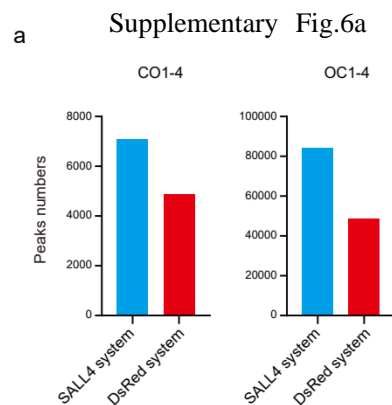 Supplementary Fig.6a
a
CO1-4
Peaks numbers
8000
6000
4000
2000
0
SALL4 system
DsRed system
OC1-4
100000
80000
60000
40000
20000
0
SALL4 system
DsRed system